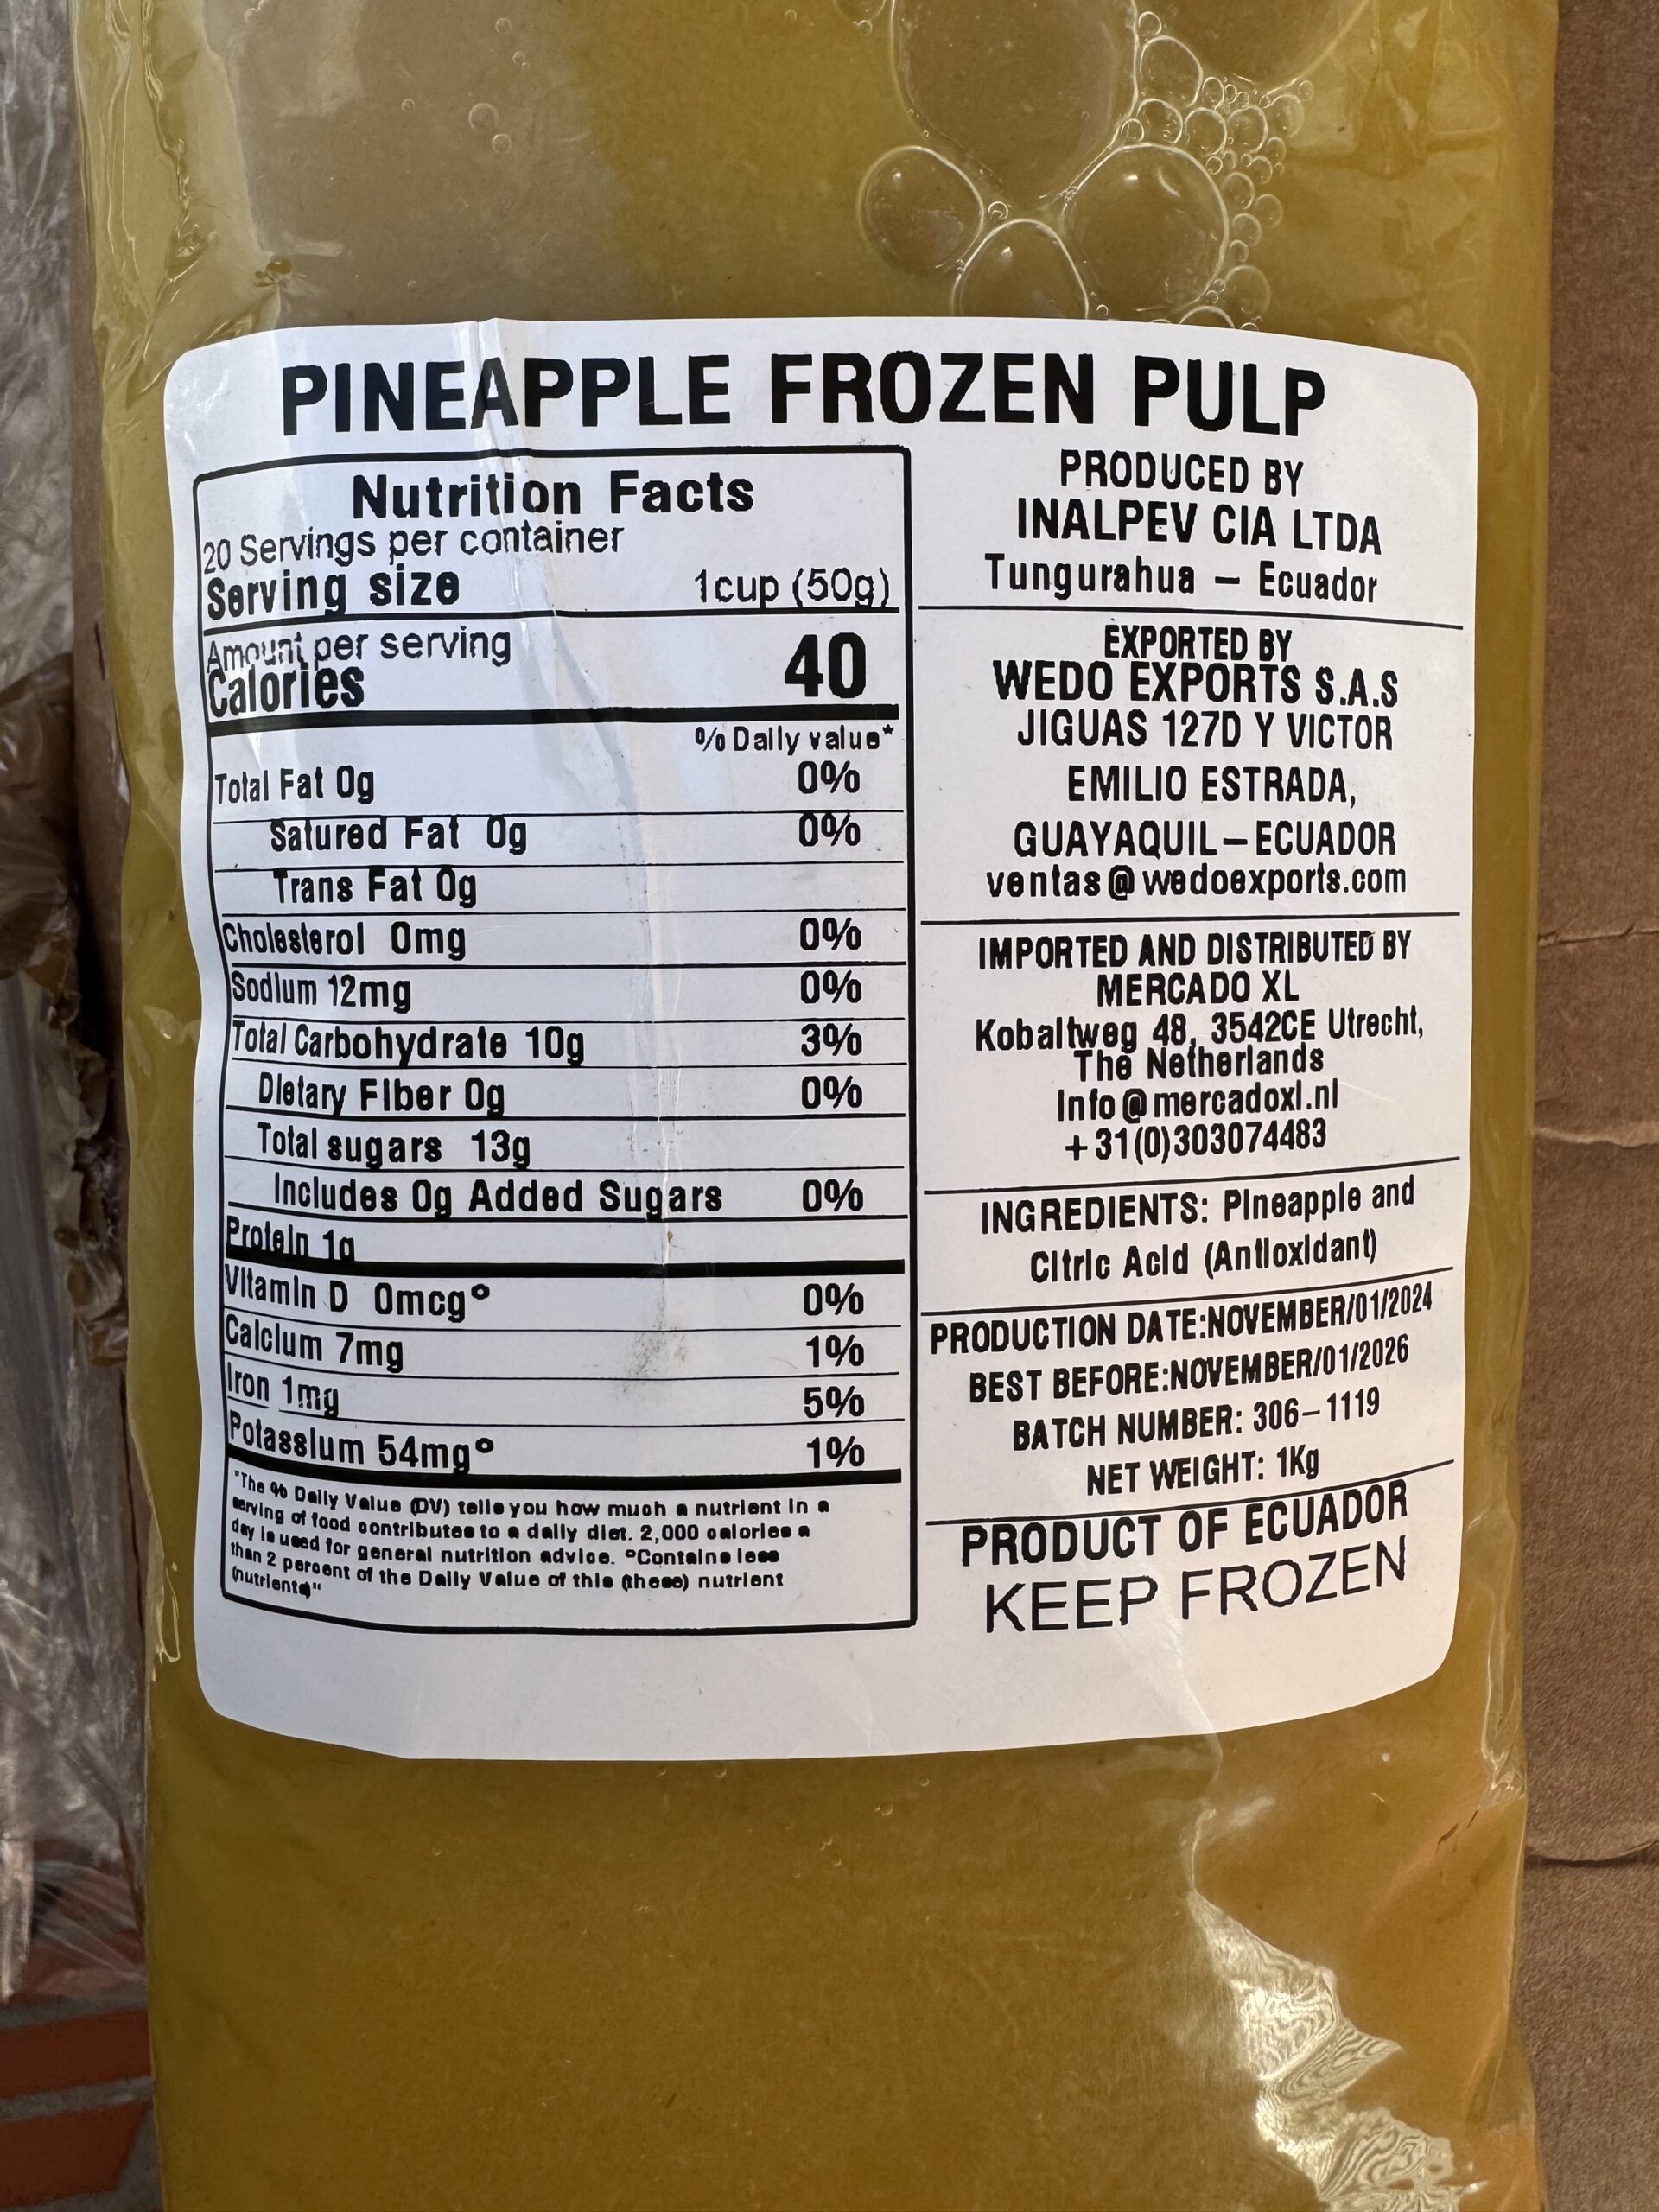 PINEAPPLE FROZEN PULP
Nutrition Facts
20 Servings per container
Serving size 1cup (50g)
Amount per serving
Calories 40
% Daily value*
Total Fat 0g 0%
Satured Fat 0g 0%
Trans Fat 0g
Cholesterol 0mg 0%
Sodium 12mg 0%
Total Carbohydrate 10g 3%
Dietary Fiber 0g 0%
Total sugars 13g
Includes 0g Added Sugars 0%
Protein 1g
Vitamin D 0mcg° 0%
Calcium 7mg 1%
Iron 1mg 5%
Potassium 54mg° 1%
"The % Daily Value (DV) tells you how much a nutrient in a
serving of food contributes to a daily diet. 2,000 calories a
day is used for general nutrition advice. °Contains less
than 2 percent of the Daily Value of this (these) nutrient
(nutrients)"
PRODUCED BY
INALPEV CIA LTDA
Tungurahua – Ecuador
EXPORTED BY
WEDO EXPORTS S.A.S
JIGUAS 127D Y VICTOR
EMILIO ESTRADA,
GUAYAQUIL – ECUADOR
ventas@wedoexports.com
IMPORTED AND DISTRIBUTED BY
MERCADO XL
Kobaltweg 48, 3542CE Utrecht,
The Netherlands
Info@mercadoxl.nl
+31(0)303074483
INGREDIENTS: Pineapple and
Citric Acid (Antioxidant)
PRODUCTION DATE:NOVEMBER/01/2024
BEST BEFORE:NOVEMBER/01/2026
BATCH NUMBER: 306–1119
NET WEIGHT: 1Kg
PRODUCT OF ECUADOR
KEEP FROZEN